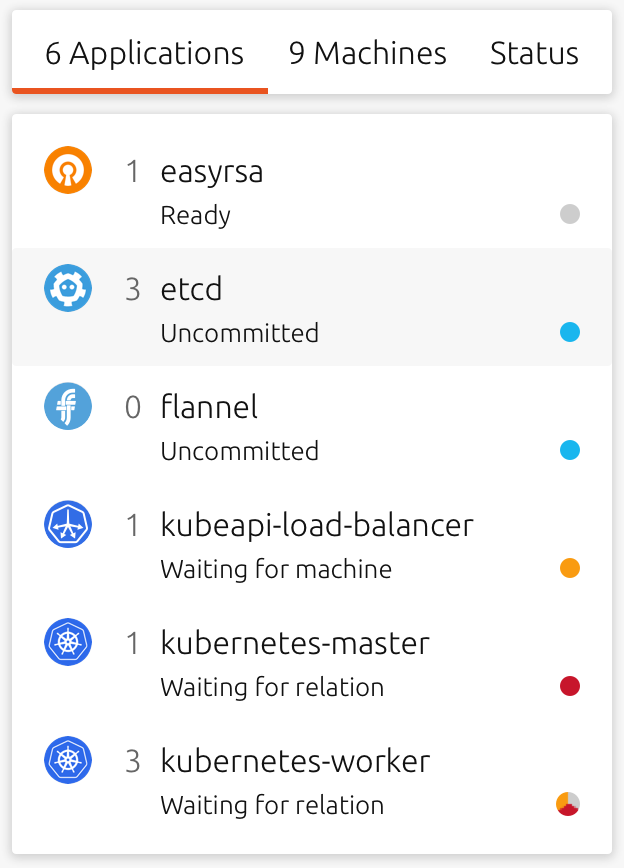 6 Applications 9 Machines Status
1 easyrsa
Ready
3 etcd
Uncommitted
0 flannel
Uncommitted
1 kubeapi-load-balancer
Waiting for machine
1 kubernetes-master
Waiting for relation
3 kubernetes-worker
Waiting for relation